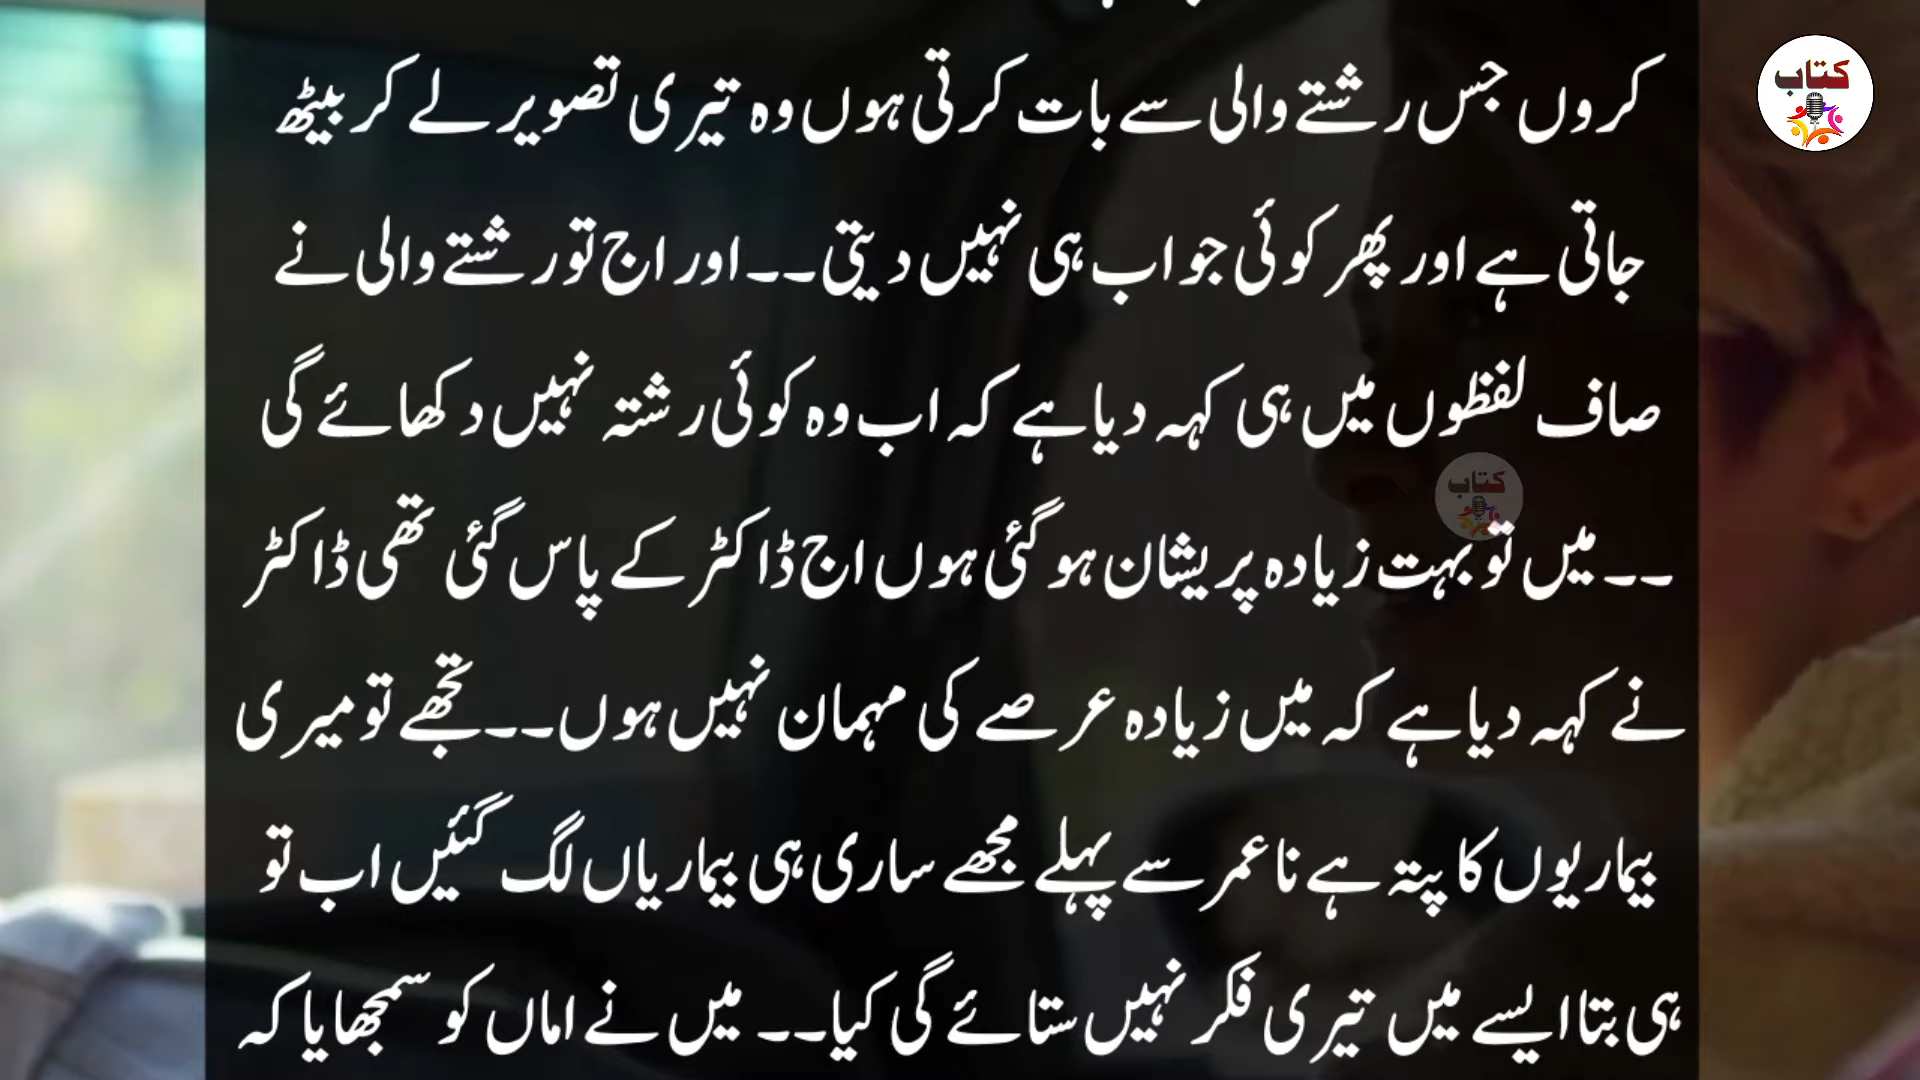 کتاب
کروں جس رشتے والی سے بات کرتی ہوں وہ تیری تصویر لے کر بیٹھ
جاتی ہے اور پھر کوئی جواب ہی نہیں دیتی۔۔اور اج تو رشتے والی نے
صاف لفظوں میں ہی کہہ دیا ہے کہ اب وہ کوئی رشتہ نہیں دکھائے گی
کتاب
۔۔میں تو بہت زیادہ پریشان ہو گئی ہوں اج ڈاکٹر کے پاس گئی تھی ڈاکٹر
نے کہہ دیا ہے کہ میں زیادہ عرصے کی مہمان نہیں ہوں۔۔تجھے تو میری
بیماریوں کا پتہ ہے نا عمر سے پہلے مجھے ساری ہی بیماریاں لگ گئیں اب تو
ہی بتا ایسے میں تیری فکر نہیں ستائے گی کیا۔۔ میں نے اماں کو سمجھایا کہ